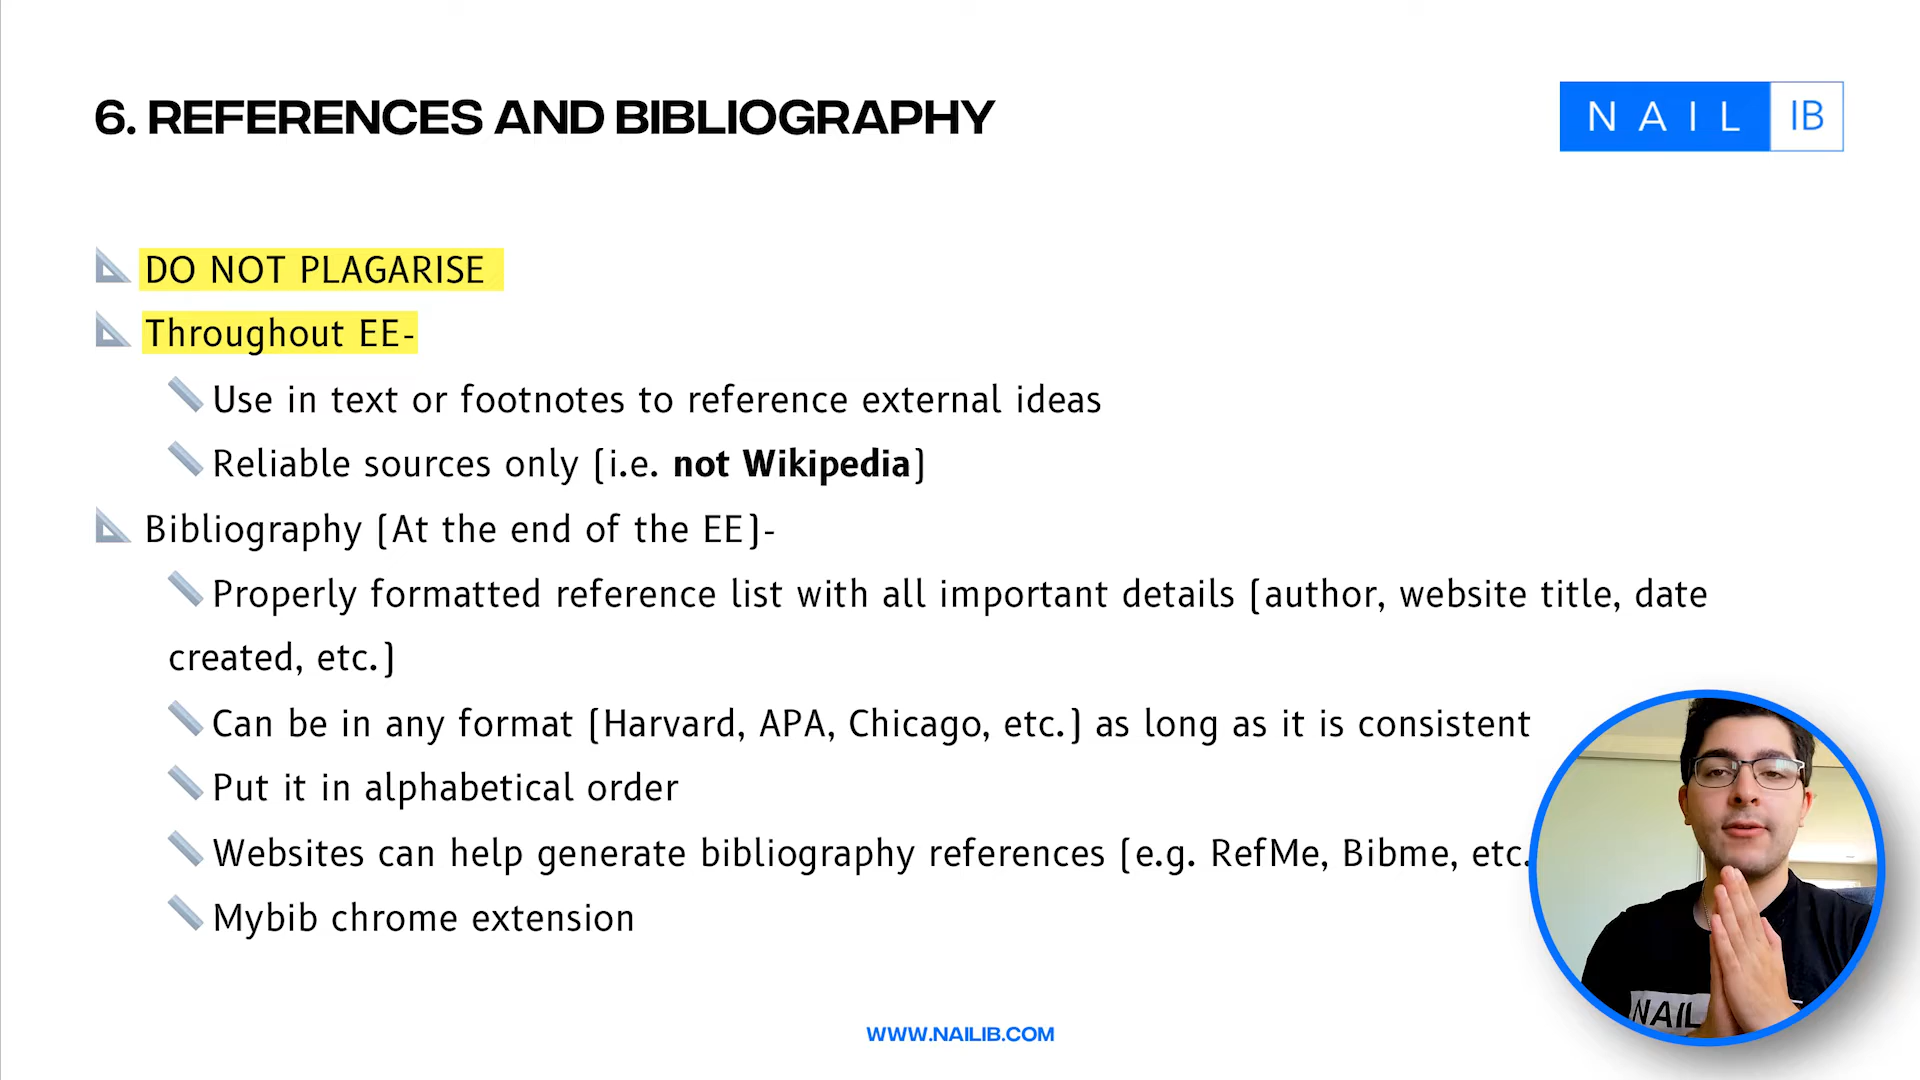 6. REFERENCES AND BIBLIOGRAPHY
NAIL IB
DO NOT PLAGARISE
Throughout EE-
Use in text or footnotes to reference external ideas
Reliable sources only (i.e. not Wikipedia)
Bibliography (At the end of the EE)-
Properly formatted reference list with all important details (author, website title, date
created, etc.)
Can be in any format (Harvard, APA, Chicago, etc.) as long as it is consistent
Put it in alphabetical order
Websites can help generate bibliography references (e.g. RefMe, Bibme, etc.
Mybib chrome extension
NAIL
WWW.NAILIB.COM